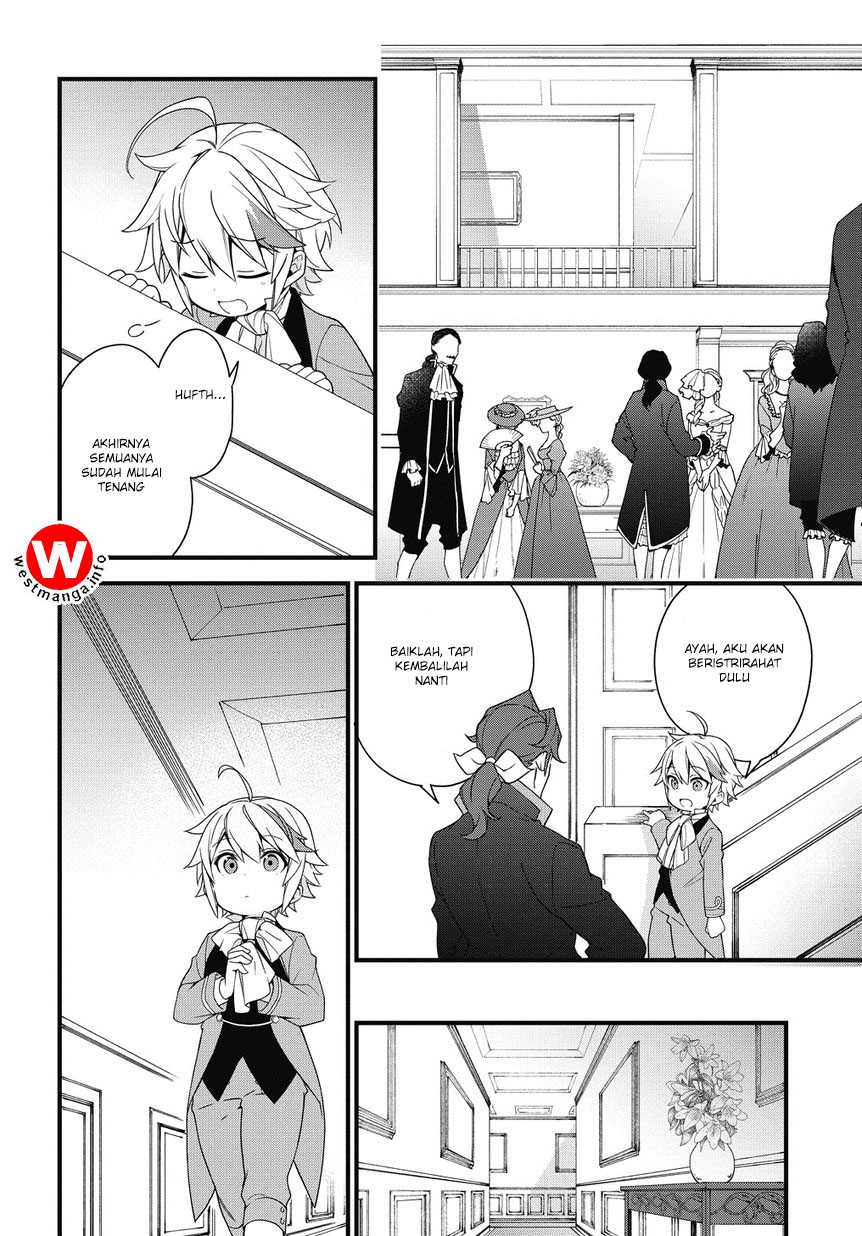 HUFTH...
AKHIRNYA
SEMUANYA
SUDAH MULAI
TENANG
W
westmanga.info
AYAH, AKU AKAN
BERISTRIRAHAT
DULU
BAIKLAH, TAPI
KEMBALILAH
NANTI